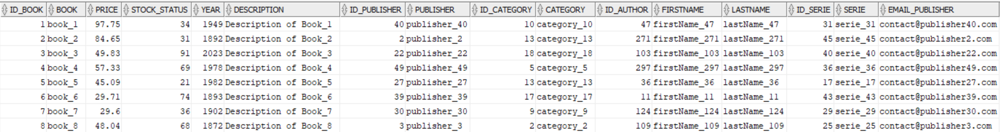 ID_BOOK BOOK PRICE STOCK_STATUS YEAR DESCRIPTION ID_PUBLISHER PUBLISHER ID_CATEGORY CATEGORY ID_AUTHOR FIRSTNAME LASTNAME ID_SERIE SERIE EMAIL_PUBLISHER
1 book_1 97.75 34 1949 Description of Book_1 40 publisher_40 10 category_10 47 firstName_47 lastName_47 31 serie_31 contact@publisher40.com
2 book_2 84.65 31 1892 Description of Book_2 2 publisher_2 13 category_13 271 firstName_271 lastName_271 45 serie_45 contact@publisher2.com
3 book_3 49.83 91 2023 Description of Book_3 22 publisher_22 18 category_18 103 firstName_103 lastName_103 40 serie_40 contact@publisher22.com
4 book_4 57.33 69 1978 Description of Book_4 49 publisher_49 5 category_5 297 firstName_297 lastName_297 36 serie_36 contact@publisher49.com
5 book_5 45.09 21 1982 Description of Book_5 27 publisher_27 13 category_13 36 firstName_36 lastName_36 17 serie_17 contact@publisher27.com
6 book_6 29.71 74 1893 Description of Book_6 39 publisher_39 17 category_17 11 firstName_11 lastName_11 43 serie_43 contact@publisher39.com
7 book_7 29.6 36 1902 Description of Book_7 30 publisher_30 9 category_9 124 firstName_124 lastName_124 29 serie_29 contact@publisher30.com
8 book_8 48.04 68 1872 Description of Book_8 3 publisher_3 2 category_2 109 firstName_109 lastName_109 25 serie_25 contact@publisher3.com